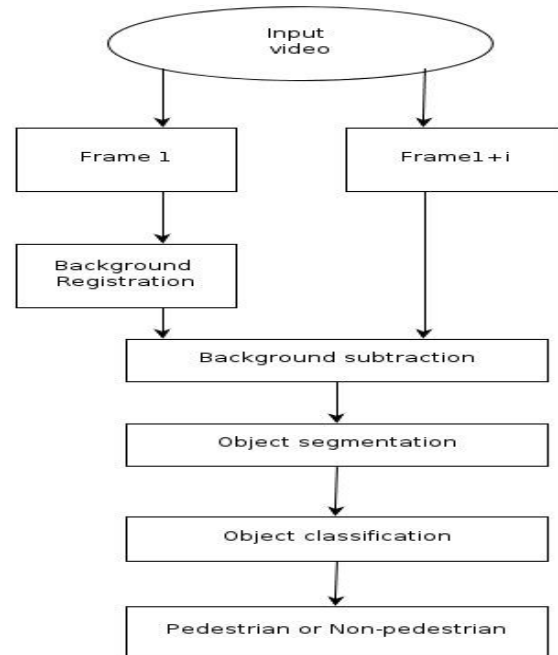 Input
video
Frame 1
Frame1+i
Background
Registration
Background subtraction
Object segmentation
Object classification
Pedestrian or Non-pedestrian